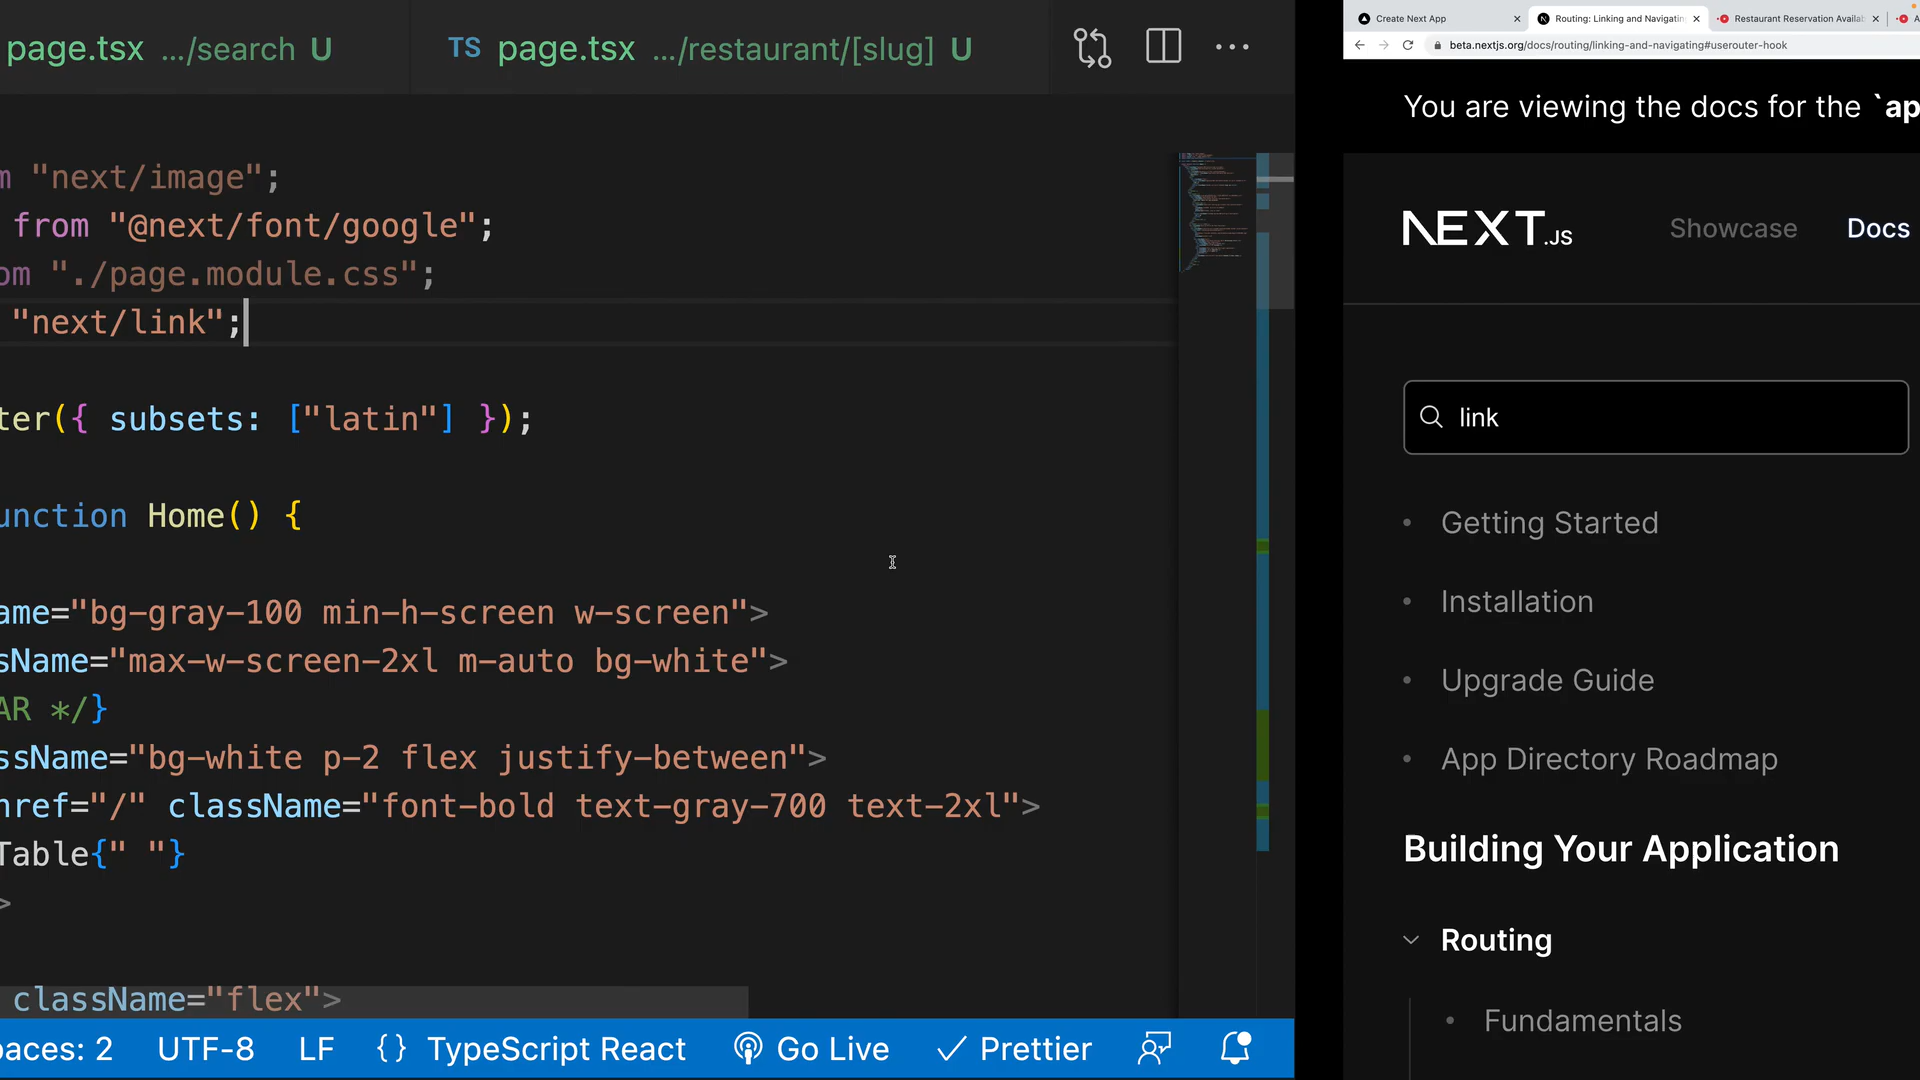 page.tsx .../search U
TS page.tsx .../restaurant/[slug] U
m "next/image";
from "@next/font/google";
om "./page.module.css";
"next/link";
ter({ subsets: ["latin"] });
unction Home() {
ame="bg-gray-100 min-h-screen w-screen">
sName="max-w-screen-2xl m-auto bg-white">
AR */}
ssName="bg-white p-2 flex justify-between">
href="/" className="font-bold text-gray-700 text-2xl">
Table{" "}
>
className="flex">
paces: 2 UTF-8 LF {} TypeScript React Go Live Prettier
Create Next App
Routing: Linking and Navigatin
Restaurant Reservation Availa
beta.nextjs.org/docs/routing/linking-and-navigating#userouter-hook
You are viewing the docs for the `ap
NEXT.JS Showcase Docs
link
Getting Started
Installation
Upgrade Guide
App Directory Roadmap
Building Your Application
Routing
Fundamentals